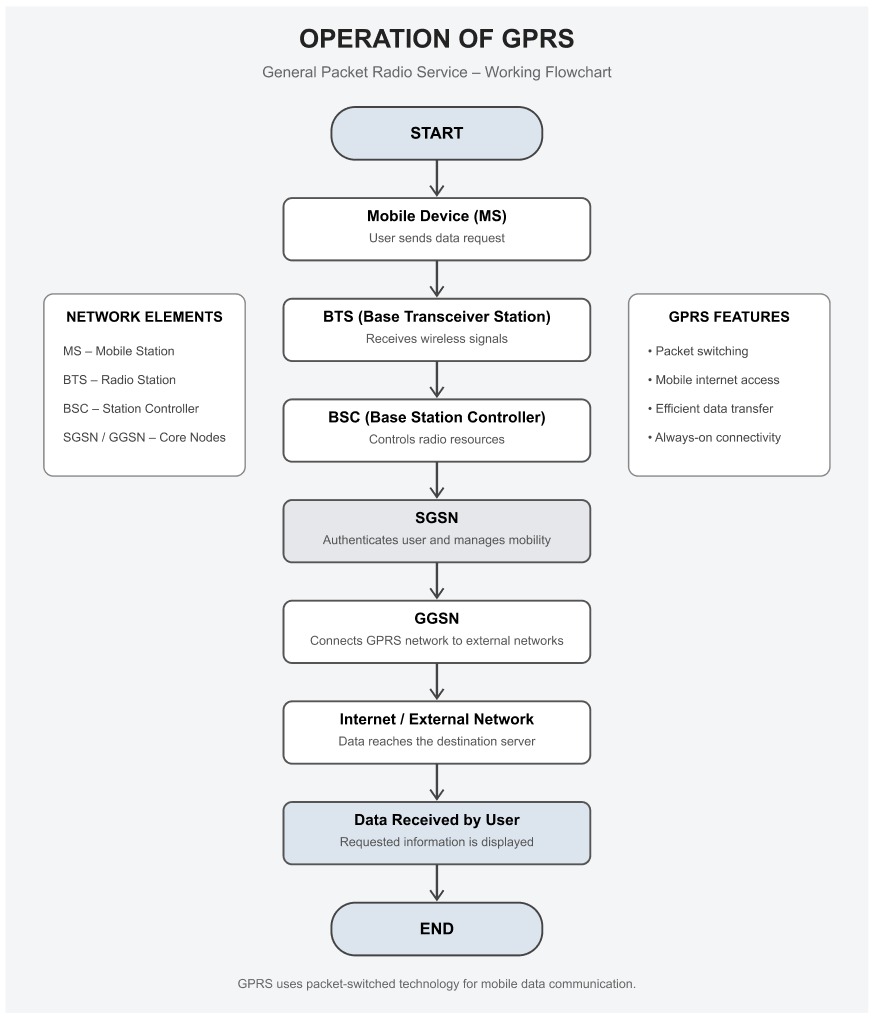 OPERATION OF GPRS
General Packet Radio Service – Working Flowchart
START
Mobile Device (MS)
User sends data request
BTS (Base Transceiver Station)
Receives wireless signals
BSC (Base Station Controller)
Controls radio resources
SGSN
Authenticates user and manages mobility
GGSN
Connects GPRS network to external networks
Internet / External Network
Data reaches the destination server
Data Received by User
Requested information is displayed
END
NETWORK ELEMENTS
MS – Mobile Station
BTS – Radio Station
BSC – Station Controller
SGSN / GGSN – Core Nodes
GPRS FEATURES
• Packet switching
• Mobile internet access
• Efficient data transfer
• Always-on connectivity
GPRS uses packet-switched technology for mobile data communication.